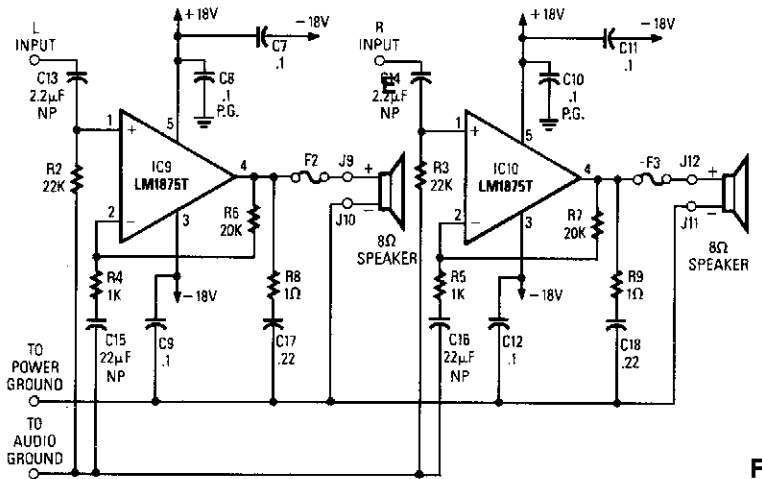 +18V
-18V
C7
.1
C8
.1
P.G.
L
INPUT
C13
2.2µF
NP
R2
22K
1
+
5
IC9
LM1875T
4
2
−
3
R6
20K
F2
J9
+
J10
−
8Ω
SPEAKER
R4
1K
-18V
R8
1Ω
C15
22µF
NP
C9
.1
C17
.22
+18V
-18V
C11
.1
C10
.1
P.G.
R
INPUT
C14
2.2µF
NP
E
R3
22K
1
+
5
IC10
LM1875T
4
2
−
3
R7
20K
-F3
J12
+
J11
−
8Ω
SPEAKER
R5
1K
-18V
R9
1Ω
C16
22µF
NP
C12
.1
C18
.22
TO
POWER
GROUND
TO
AUDIO
GROUND
F